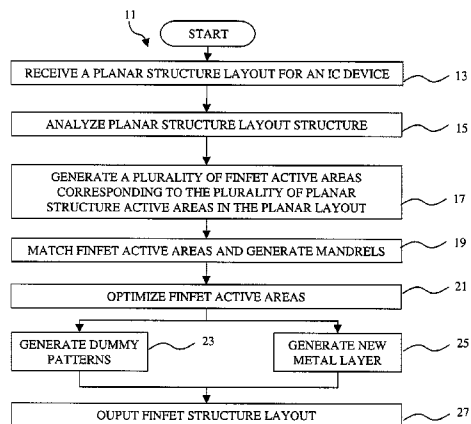 11
START
RECEIVE A PLANAR STRUCTURE LAYOUT FOR AN IC DEVICE
13
ANALYZE PLANAR STRUCTURE LAYOUT STRUCTURE
15
GENERATE A PLURALITY OF FINFET ACTIVE AREAS
CORRESPONDING TO THE PLURALITY OF PLANAR
STRUCTURE ACTIVE AREAS IN THE PLANAR LAYOUT
17
MATCH FINFET ACTIVE AREAS AND GENERATE MANDRELS
19
OPTIMIZE FINFET ACTIVE AREAS
21
GENERATE DUMMY
PATTERNS
23
GENERATE NEW
METAL LAYER
25
OUPUT FINFET STRUCTURE LAYOUT
27